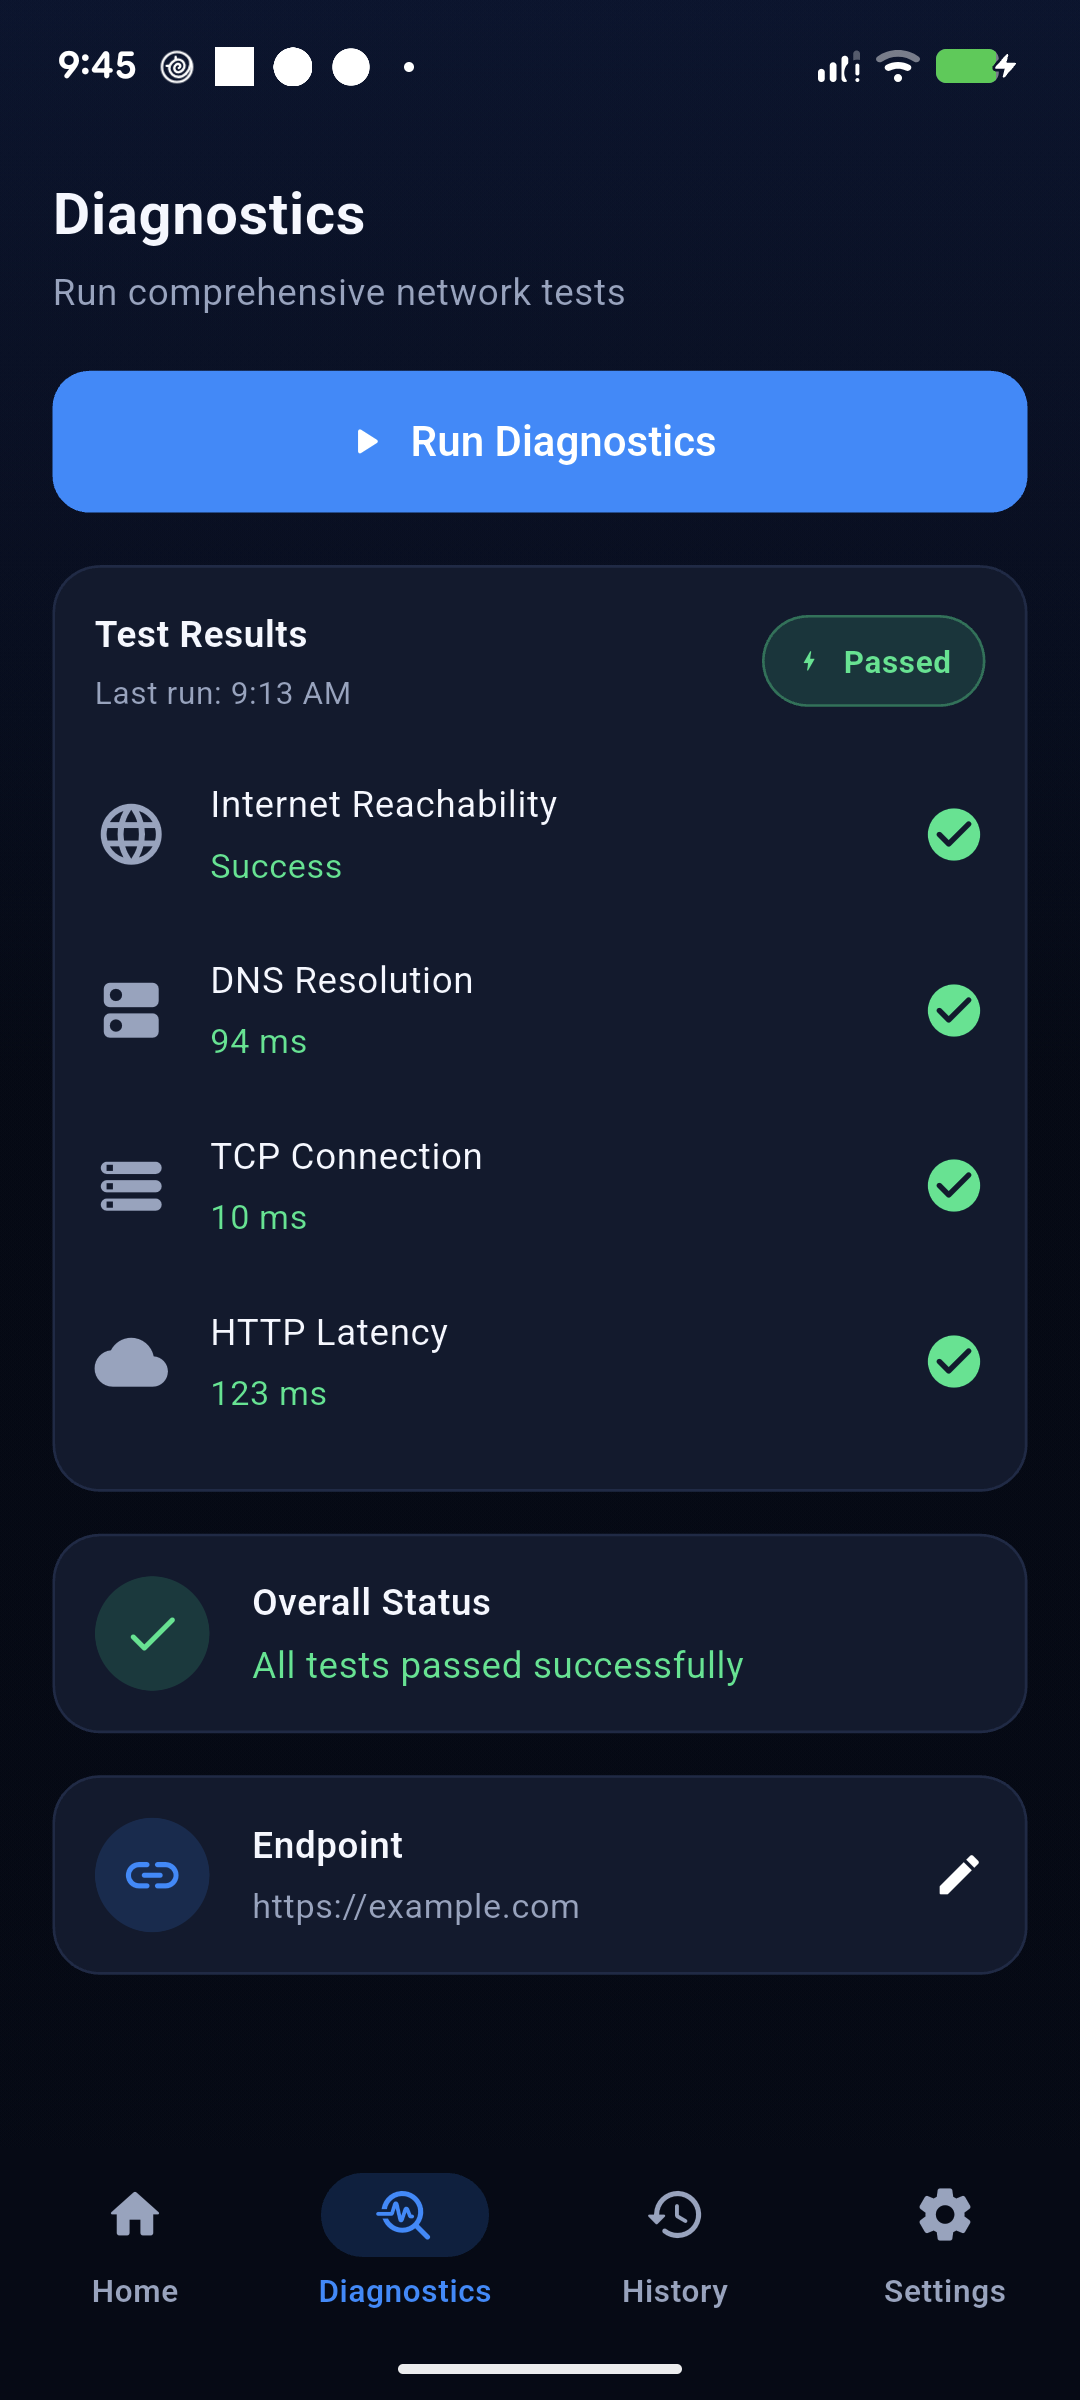 9:45
Diagnostics
Run comprehensive network tests
Run Diagnostics
Test Results
Last run: 9:13 AM
Passed
Internet Reachability
Success
DNS Resolution
94 ms
TCP Connection
10 ms
HTTP Latency
123 ms
Overall Status
All tests passed successfully
Endpoint
https://example.com
Home
Diagnostics
History
Settings